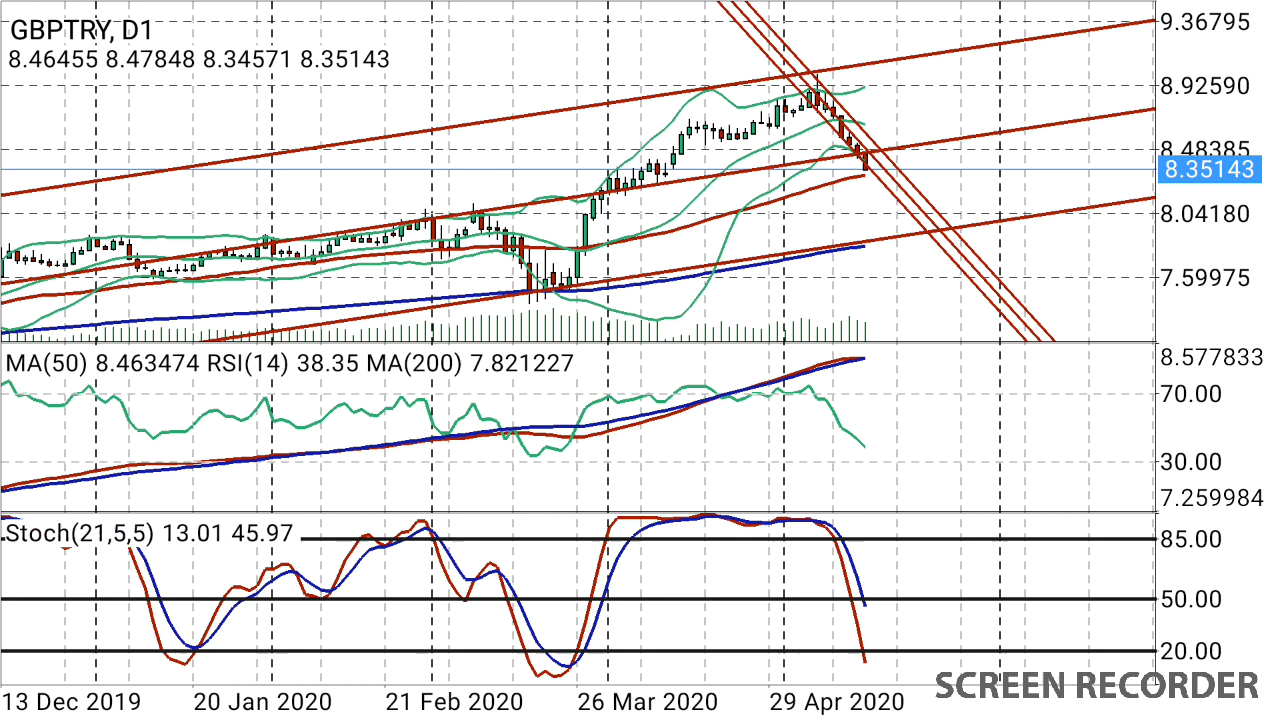 GBPTRY, D1
8.46455 8.47848 8.34571 8.35143
9.36795
8.92590
8.48385
8.35143
8.04180
7.59975
MA(50) 8.463474 RSI(14) 38.35 MA(200) 7.821227
8.577833
70.00
30.00
7.259984
Stoch(21,5,5) 13.01 45.97
85.00
50.00
20.00
13 Dec 2019 20 Jan 2020 21 Feb 2020 26 Mar 2020 29 Apr 2020
SCREEN RECORDER